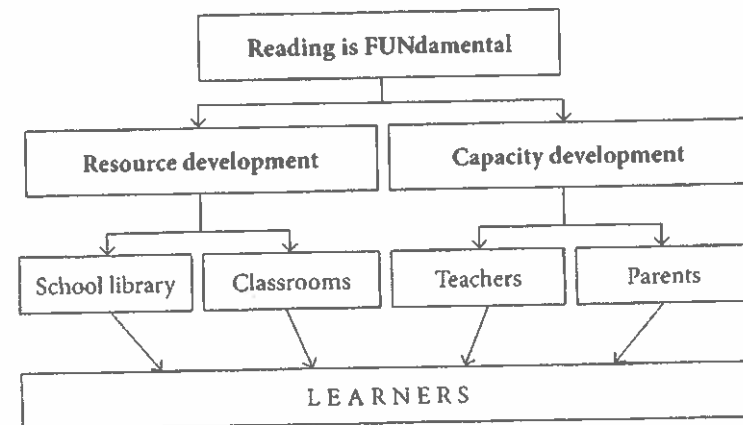 Reading is FUNdamental
Resource development
Capacity development
School library
Classrooms
Teachers
Parents
LEARNERS